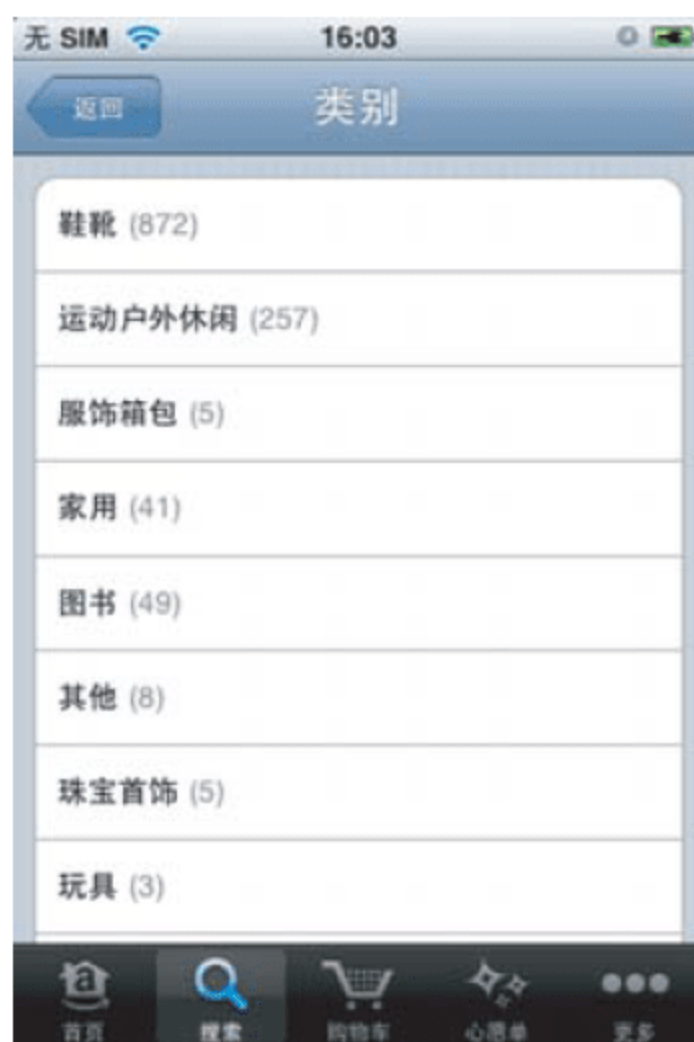 无 SIM 16:03
返回 类别
鞋靴 (872)
运动户外休闲 (257)
服饰箱包 (5)
家用 (41)
图书 (49)
其他 (8)
珠宝首饰 (5)
玩具 (3)
首页 搜索 购物车 心愿单 更多